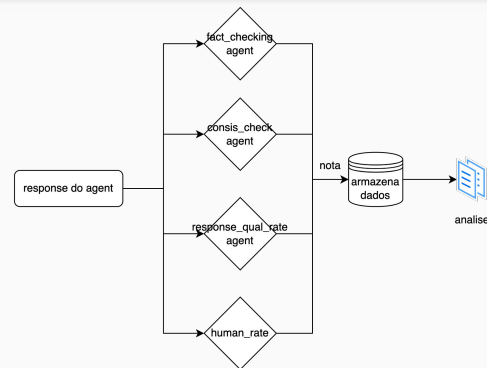 fact_checking
agent
consis_check
agent
response do agent
nota
armazena
dados
response_qual_rate
agent
analise
human_rate